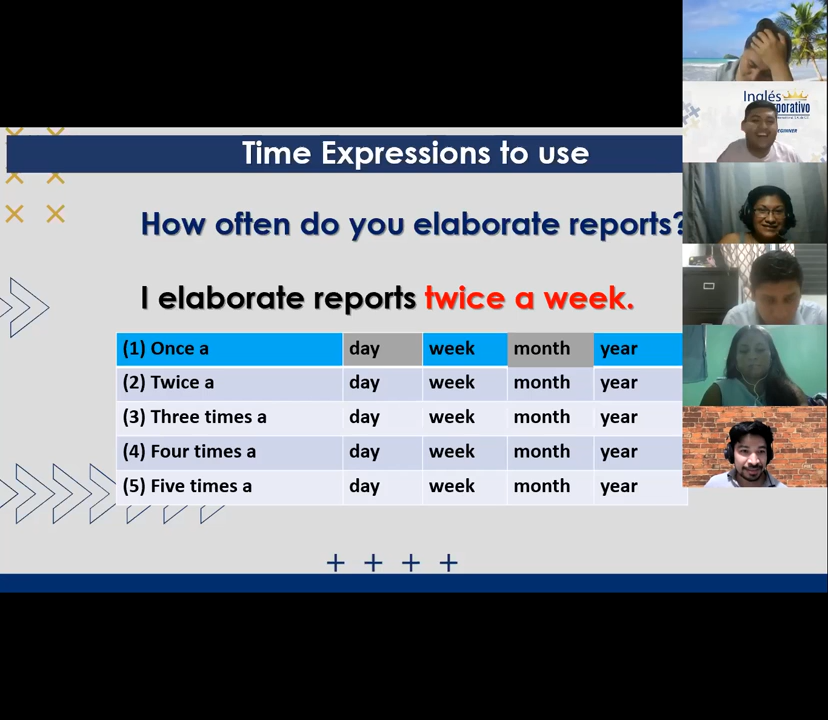 Time Expressions to use
How often do you elaborate reports?
I elaborate reports twice a week.
(1) Once a day week month year
(2) Twice a day week month year
(3) Three times a day week month year
(4) Four times a day week month year
(5) Five times a day week month year
Inglés